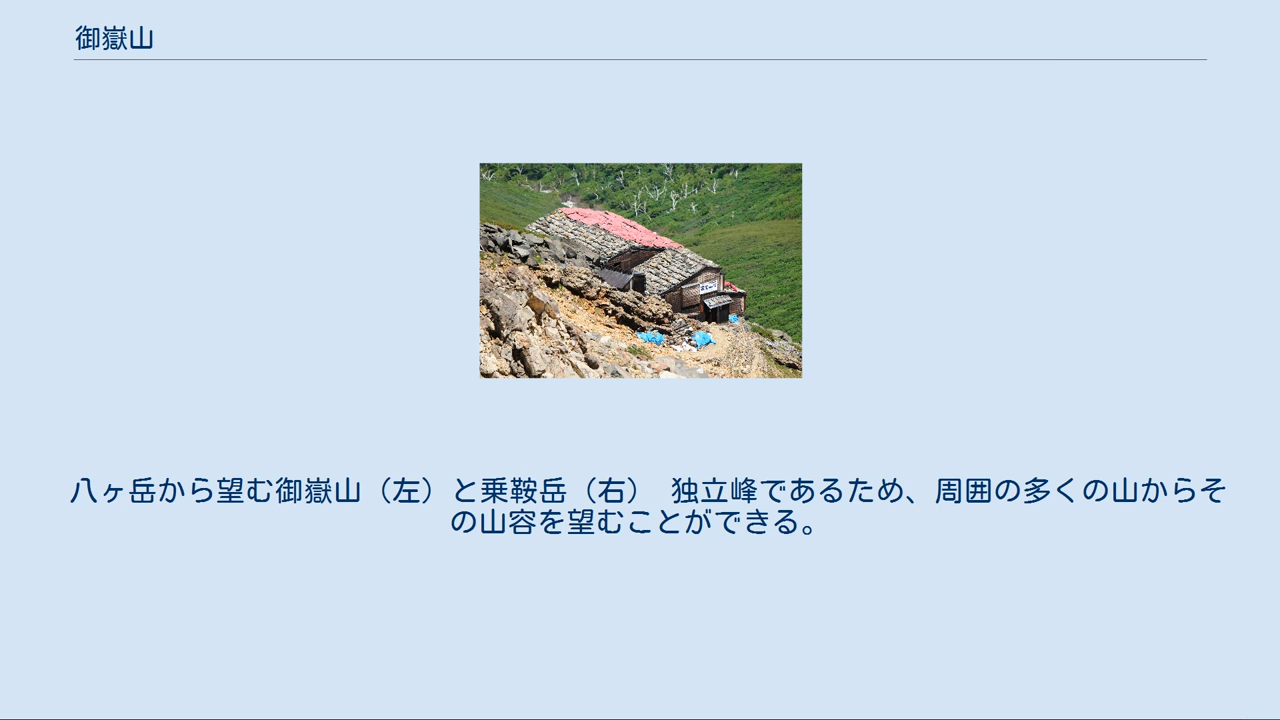 御嶽山
八ヶ岳から望む御嶽山（左）と乗鞍岳（右）　独立峰であるため、周囲の多くの山からそ
の山容を望むことができる。